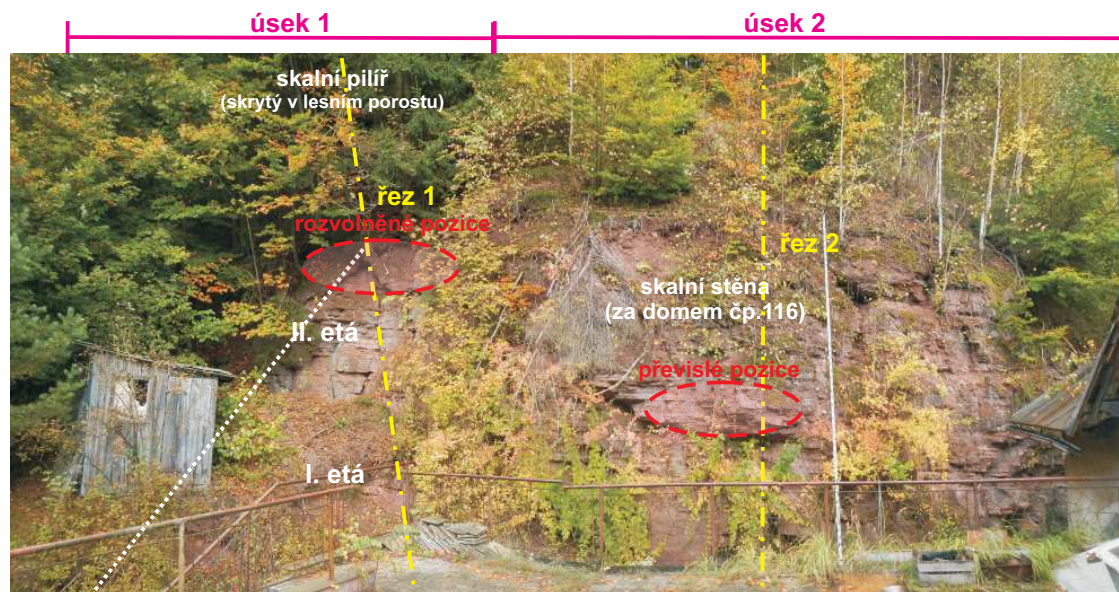 úsek 1
úsek 2
skalní pilíř
(skrytý v lesním porostu)
řez 1
rozvolněné pozice
řez 2
skalní stěna
(za domem čp.116)
II. etá
převislé pozice
I. etá